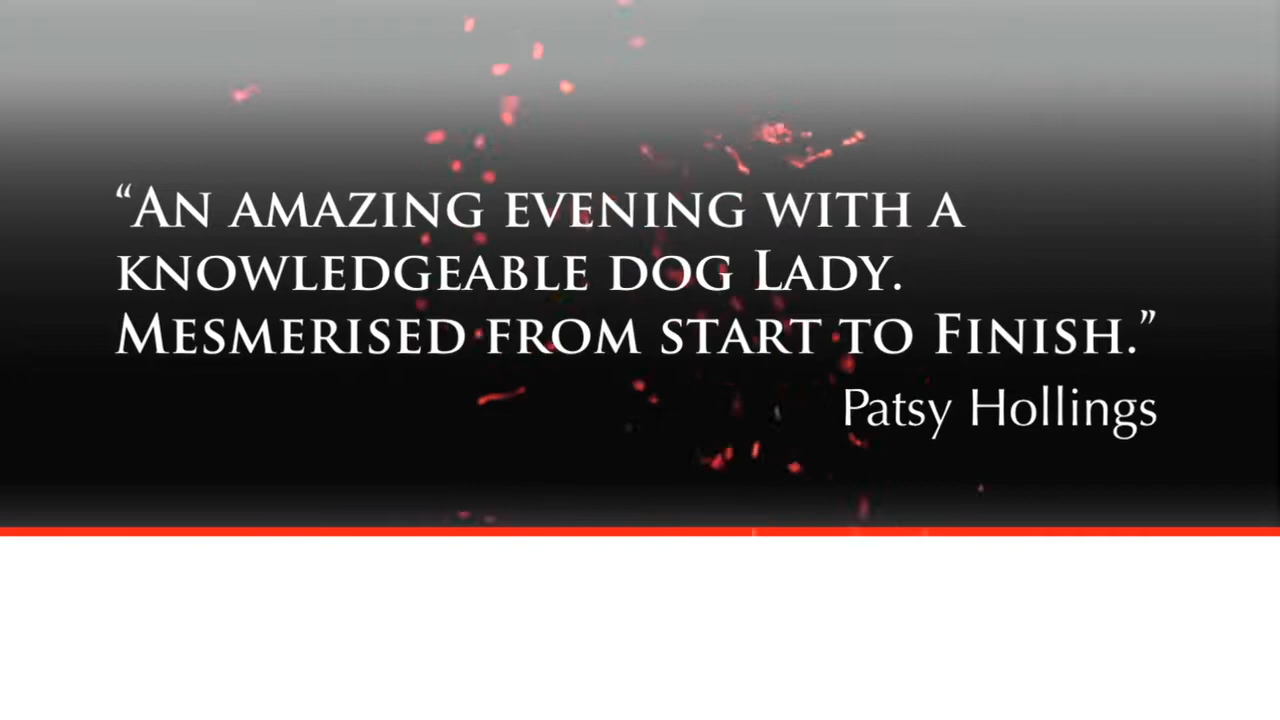 “An amazing evening with a
knowledgeable dog Lady.
Mesmerised from start to Finish.”
Patsy Hollings